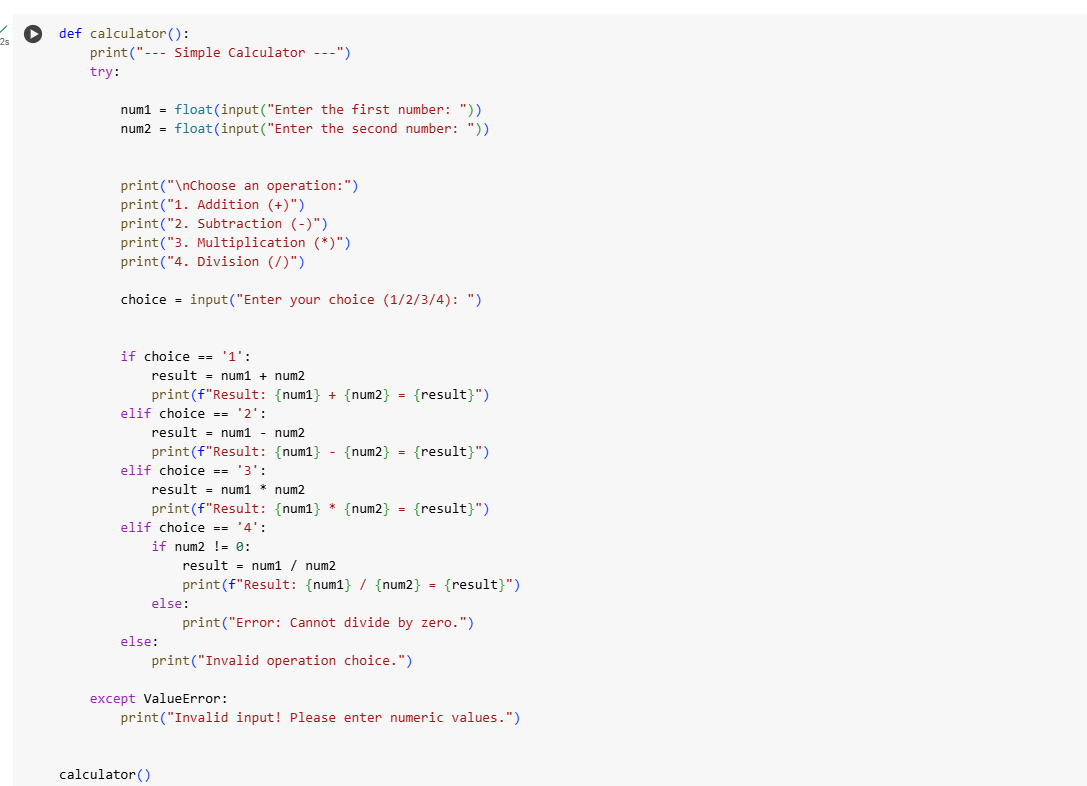 2s
def calculator():
    print("--- Simple Calculator ---")
    try:

        num1 = float(input("Enter the first number: "))
        num2 = float(input("Enter the second number: "))


        print("\nChoose an operation:")
        print("1. Addition (+)")
        print("2. Subtraction (-)")
        print("3. Multiplication (*)")
        print("4. Division (/)")

        choice = input("Enter your choice (1/2/3/4): ")


        if choice == '1':
            result = num1 + num2
            print(f"Result: {num1} + {num2} = {result}")
        elif choice == '2':
            result = num1 - num2
            print(f"Result: {num1} - {num2} = {result}")
        elif choice == '3':
            result = num1 * num2
            print(f"Result: {num1} * {num2} = {result}")
        elif choice == '4':
            if num2 != 0:
                result = num1 / num2
                print(f"Result: {num1} / {num2} = {result}")
            else:
                print("Error: Cannot divide by zero.")
        else:
            print("Invalid operation choice.")

    except ValueError:
        print("Invalid input! Please enter numeric values.")


calculator()